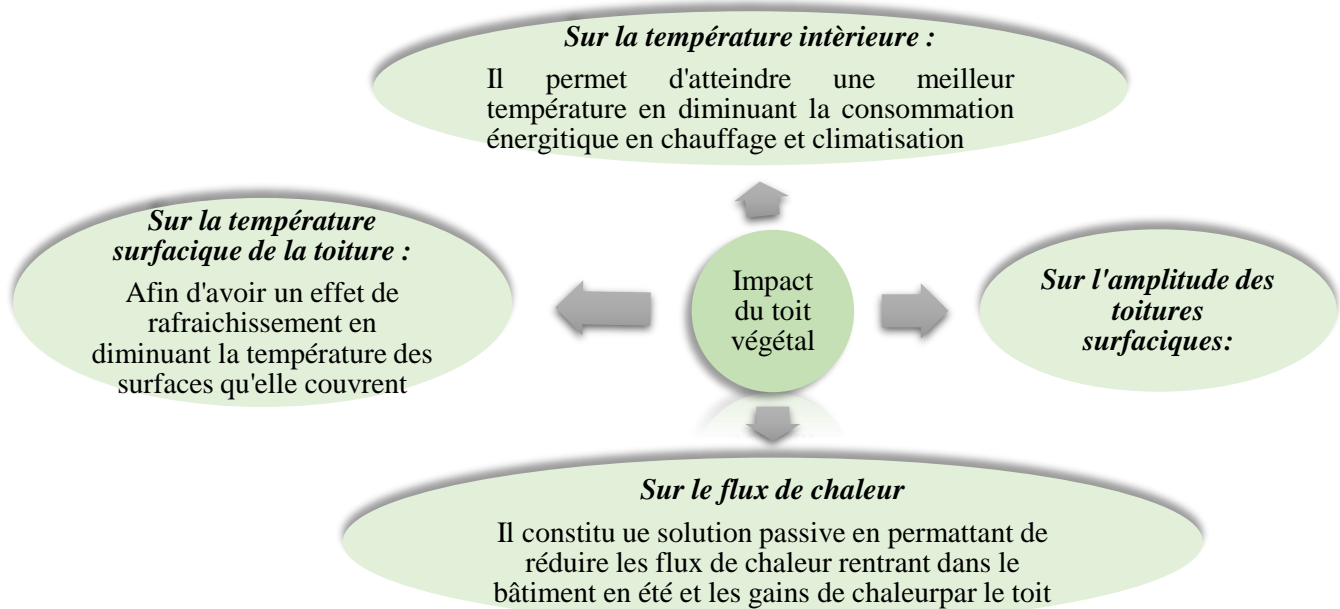 Sur la température intèrieure :
Il permet d'atteindre une meilleur
température en diminuant la consommation
énergitique en chauffage et climatisation
Sur la température
surfacique de la toiture :
Afin d'avoir un effet de
rafraichissement en
diminuant la température des
surfaces qu'elle couvrent
Impact
du toit
végétal
Sur l'amplitude des
toitures
surfaciques:
Sur le flux de chaleur
Il constitu ue solution passive en permattant de
réduire les flux de chaleur rentrant dans le
bâtiment en été et les gains de chaleurpar le toit